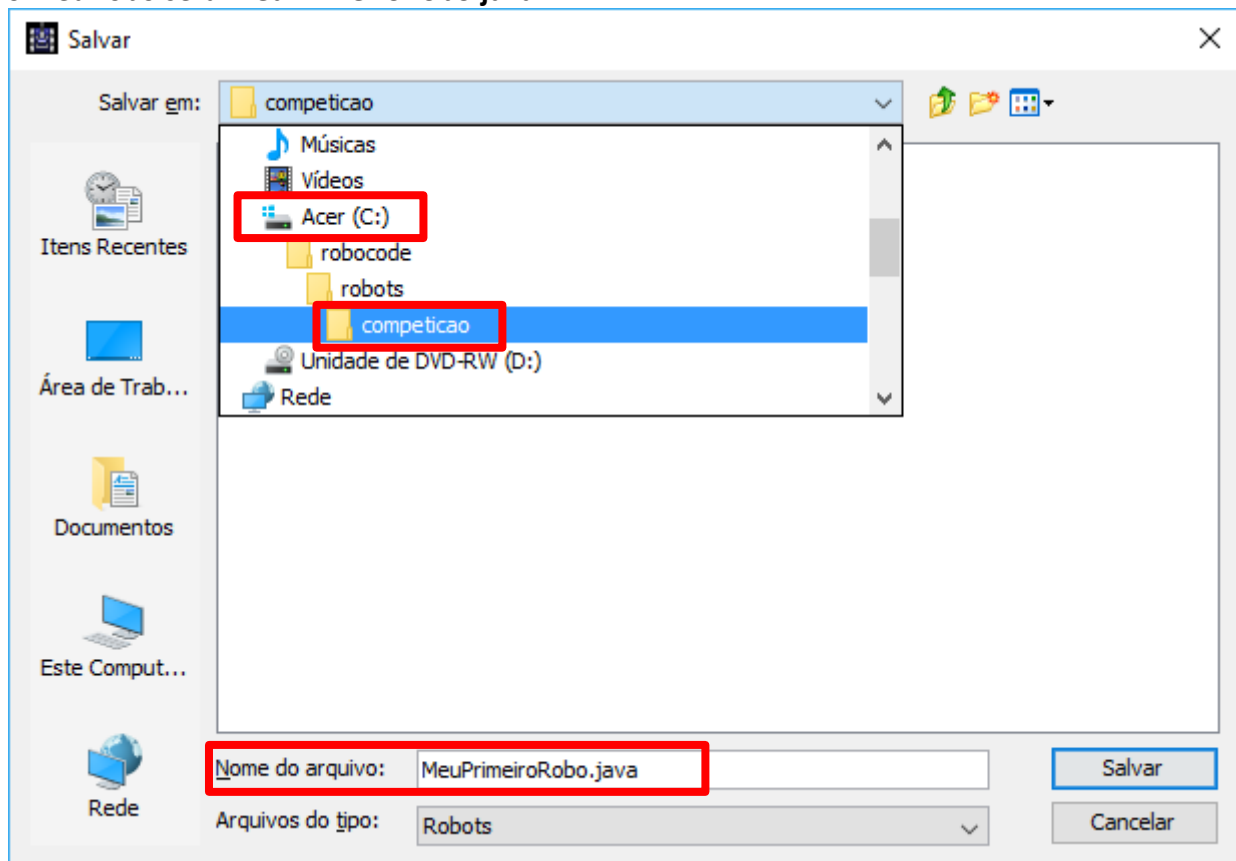 Salvar
Salvar em:
competicao
Músicas
Vídeos
Acer (C:)
robocode
robots
competicao
Unidade de DVD-RW (D:)
Rede
Itens Recentes
Área de Trab...
Documentos
Este Comput...
Rede
Nome do arquivo:
MeuPrimeiroRobo.java
Salvar
Arquivos do tipo:
Robots
Cancelar